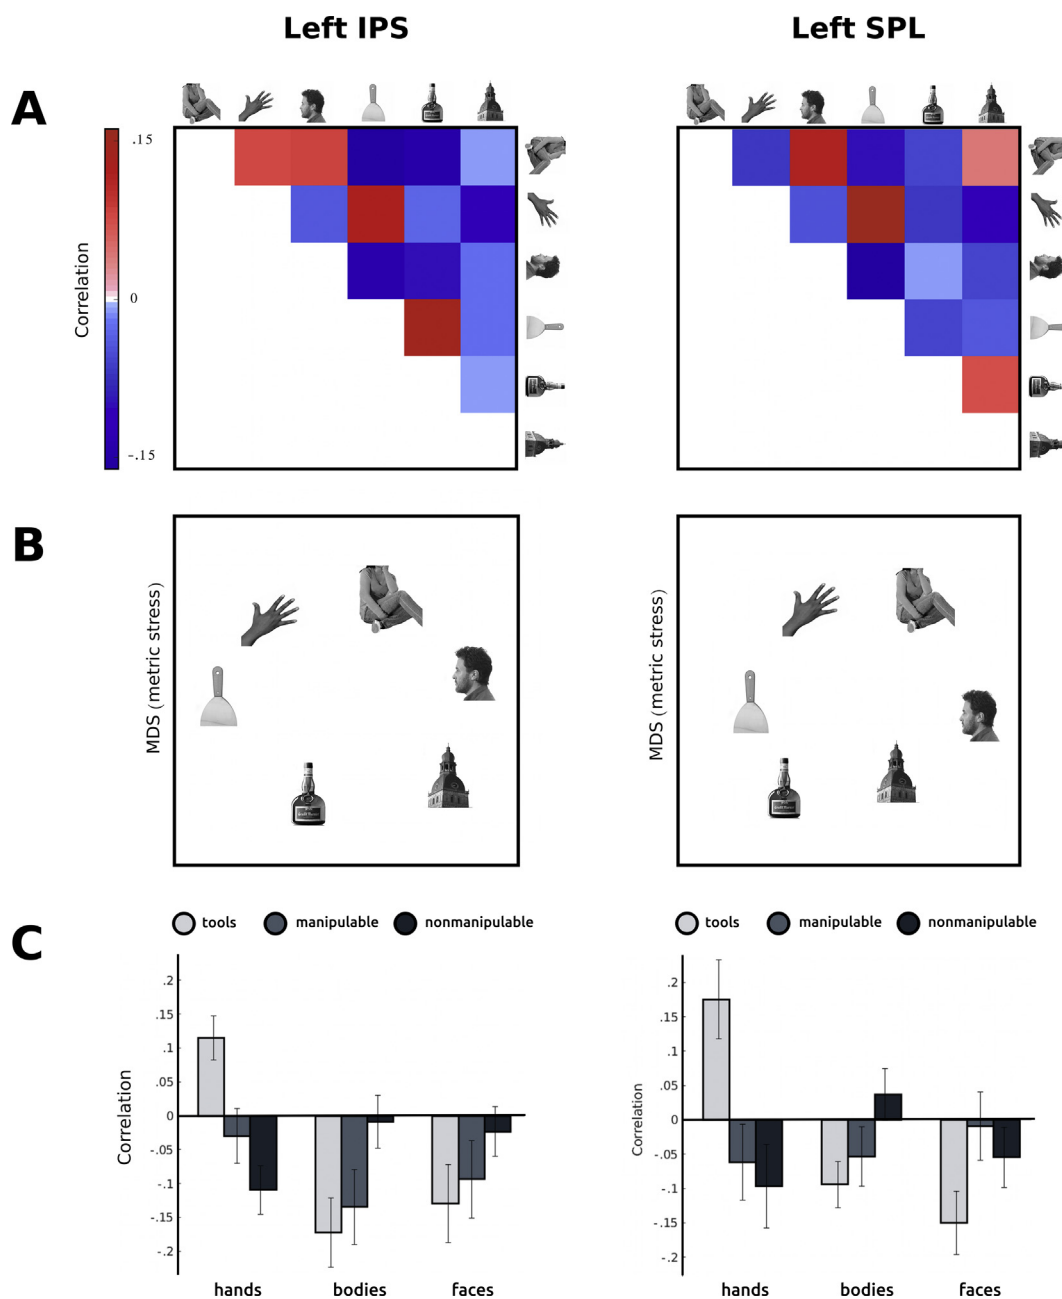 Left IPS
Left SPL
A
.15
0
-.15
Correlation
B
MDS (metric stress)
MDS (metric stress)
C
tools
manipulable
nonmanipulable
tools
manipulable
nonmanipulable
Correlation
.2
.15
.1
.05
0
-.05
-.1
-.15
-.2
hands
bodies
faces
Correlation
.2
.15
.1
.05
0
-.05
-.1
-.15
-.2
hands
bodies
faces